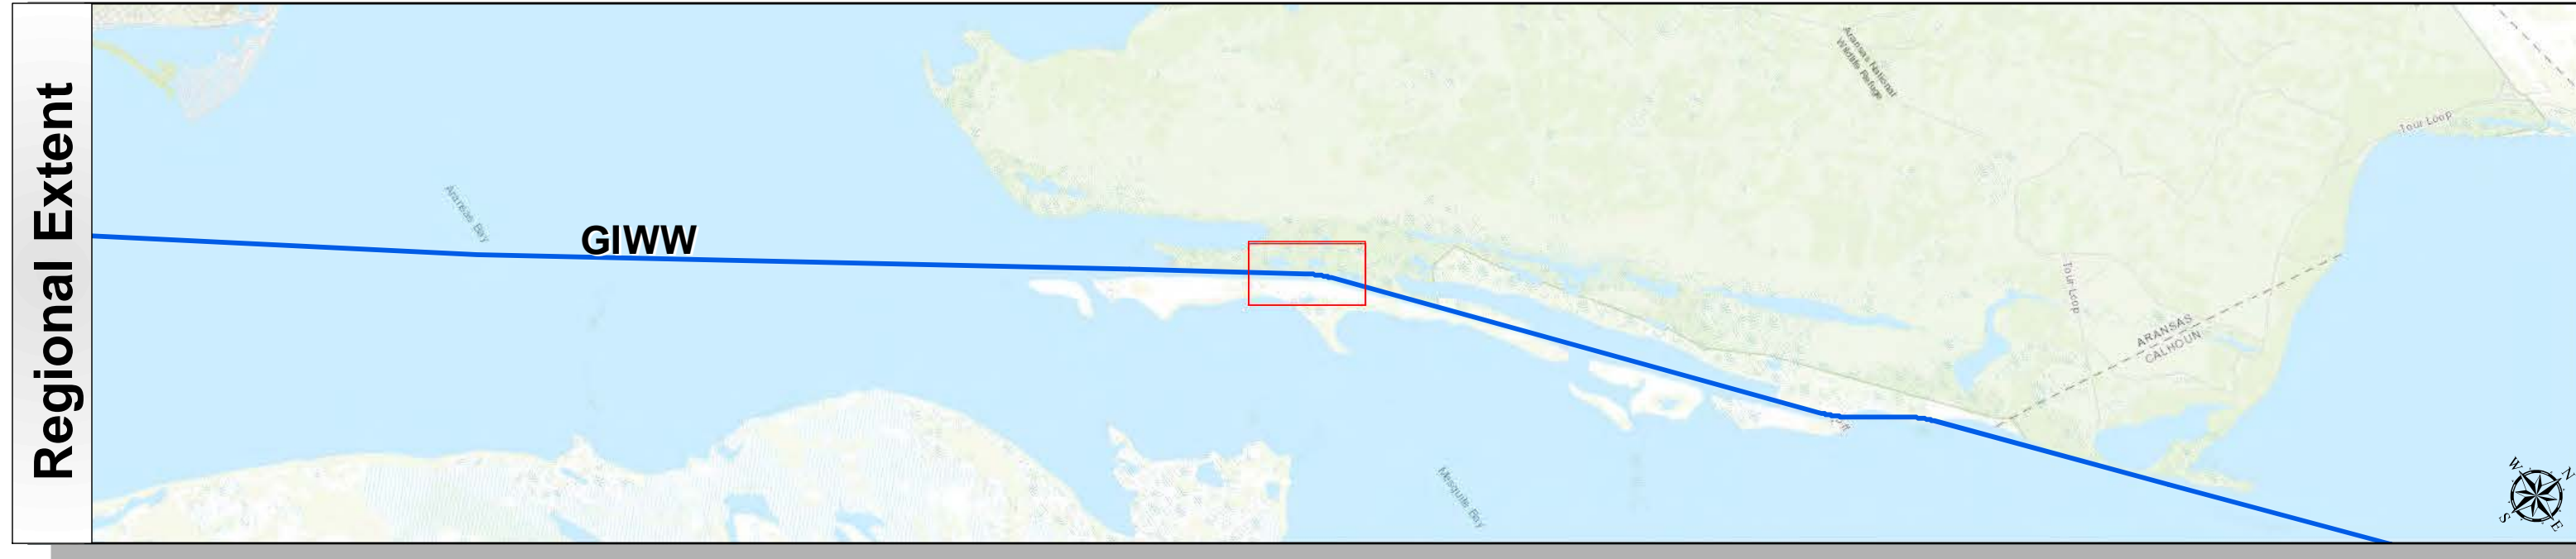 Regional Extent
Aransas National
Wildlife Refuge
Tour Loop
Aransas Bay
GIWW
Tour Loop
ARANSAS
CALHOUN
Mesquite Bay
W
N
S
E